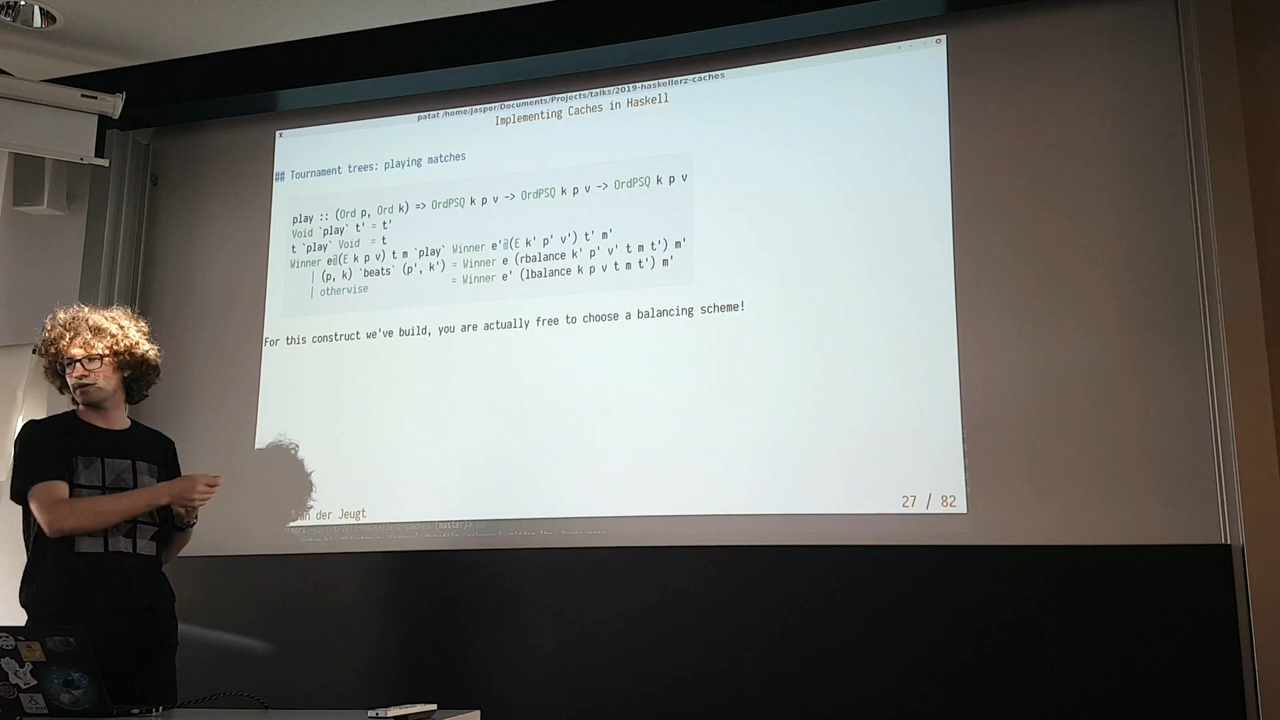 patat /home/jasper/Documents/Projects/talks/2019-haskellerz-caches
Implementing Caches in Haskell
## Tournament trees: playing matches
play :: (Ord p, Ord k) => OrdPSQ k p v -> OrdPSQ k p v -> OrdPSQ k p v
Void `play` t' = t'
t `play` Void = t
Winner e@(E k p v) t m `play` Winner e'@(E k' p' v') t' m'
| (p, k) `beats` (p', k') = Winner e (rbalance k' p' v' t m t') m'
| otherwise = Winner e' (lbalance k p v t m t') m'
For this construct we've build, you are actually free to choose a balancing scheme!
van der Jeugt
27 / 82